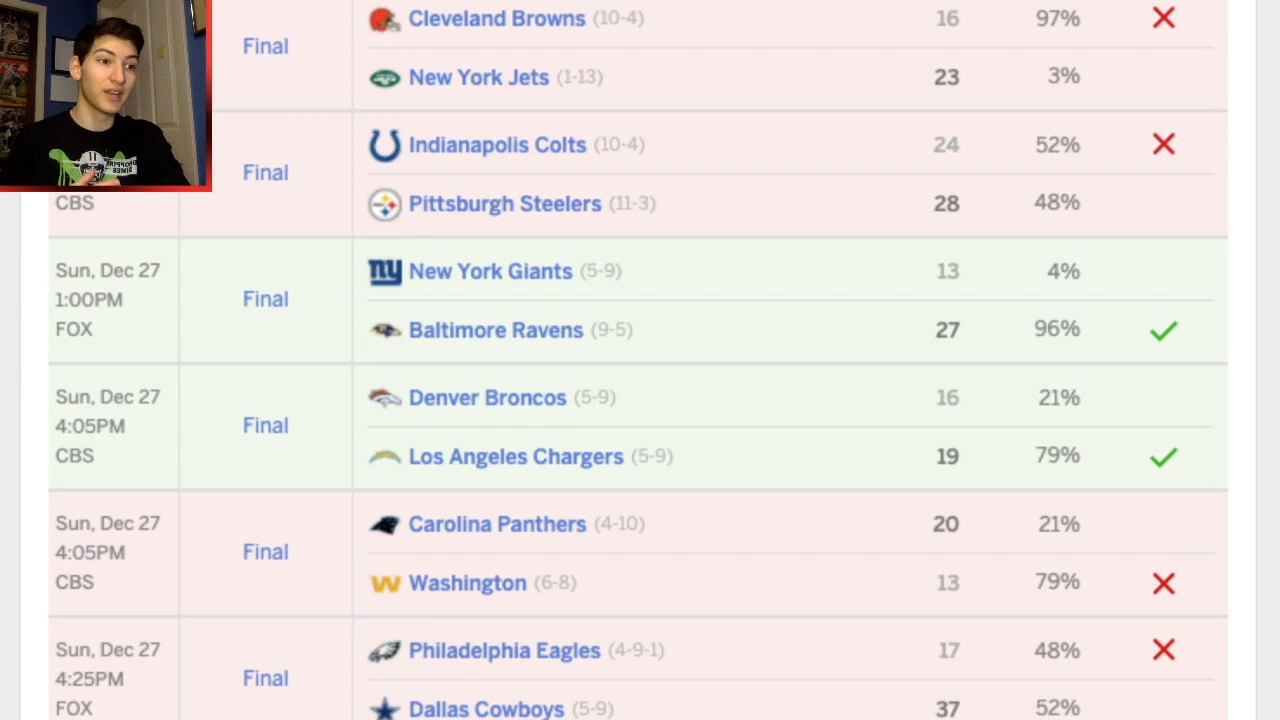 Cleveland Browns (10-4) 16 97%
Final
New York Jets (1-13) 23 3%
Indianapolis Colts (10-4) 24 52%
Final
CBS Pittsburgh Steelers (11-3) 28 48%
Sun, Dec 27 New York Giants (5-9) 13 4%
1:00PM Final
FOX Baltimore Ravens (9-5) 27 96%
Sun, Dec 27 Denver Broncos (5-9) 16 21%
4:05PM Final
CBS Los Angeles Chargers (5-9) 19 79%
Sun, Dec 27 Carolina Panthers (4-10) 20 21%
4:05PM Final
CBS Washington (6-8) 13 79%
Sun, Dec 27 Philadelphia Eagles (4-9-1) 17 48%
4:25PM Final
FOX Dallas Cowboys (5-9) 37 52%